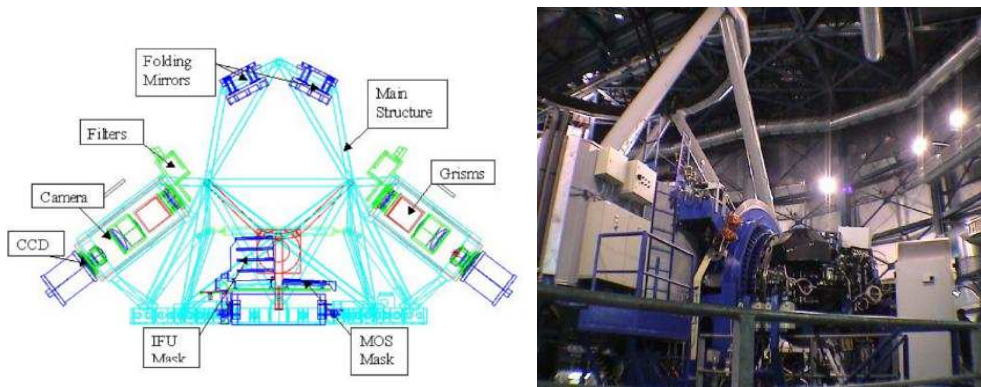 Folding
Mirrors
Main
Structure
Filters
Grisms
Camera
CCD
IFU
Mask
MOS
Mask